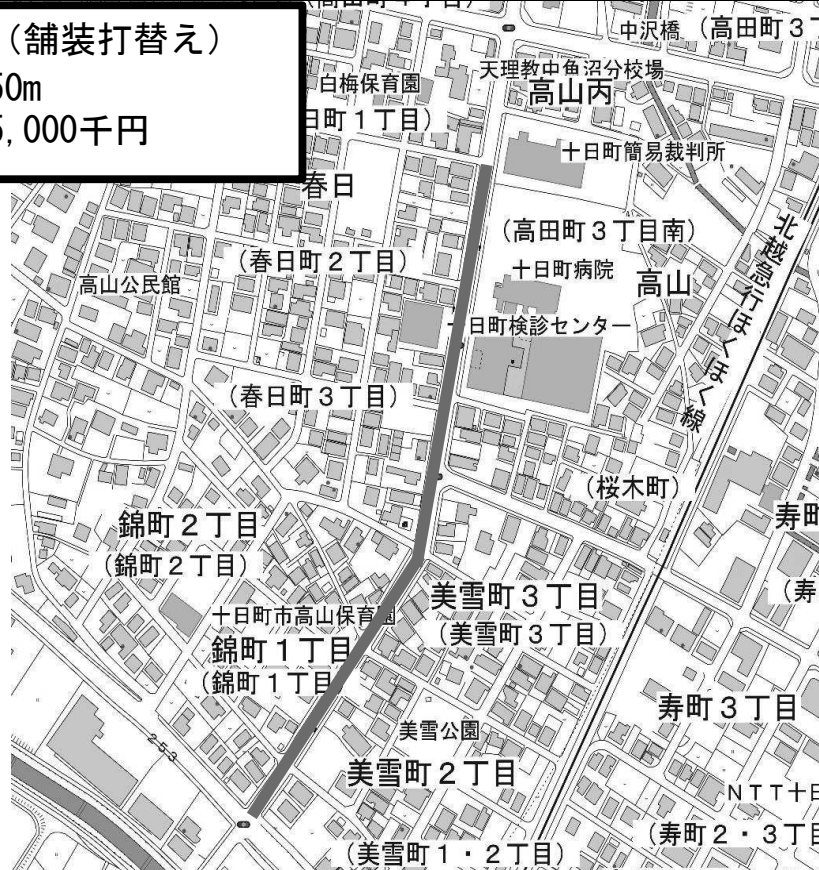 （舗装打替え）
50m
5,000千円
中沢橋
（高田町３丁
白梅保育園
天理教中魚沼分校場
高山丙
日町１丁目）
十日町簡易裁判所
春日
（高田町３丁目南）
（春日町２丁目）
高山公民館
十日町病院
高山
北越急行ほくほく線
日町検診センター
（春日町３丁目）
（桜木町）
錦町２丁目
（錦町２丁目）
寿町
（寿
美雪町３丁目
十日町市高山保育園
（美雪町３丁目）
錦町１丁目
（錦町１丁目
寿町３丁目
美雪公園
253
美雪町２丁目
ＮＴＴ十日
（寿町２・３丁目
（美雪町１・２丁目）